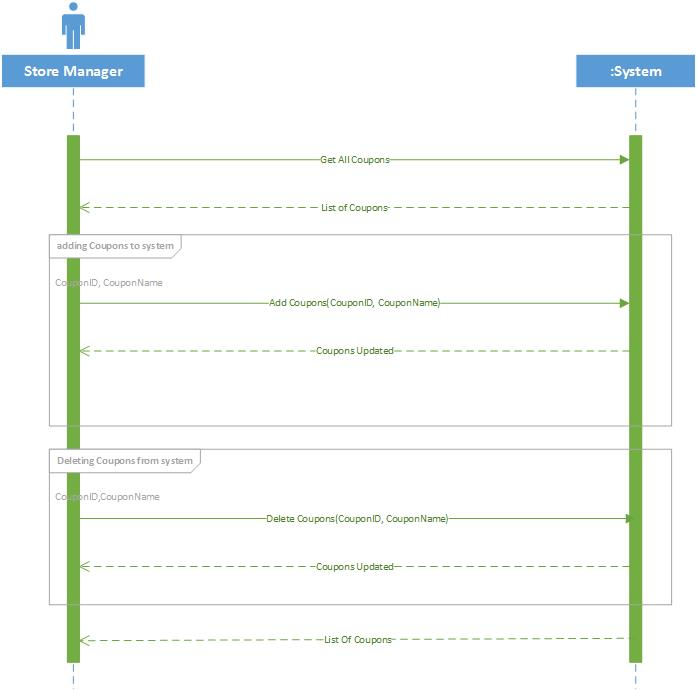 Store Manager
:System
Get All Coupons
List of Coupons
adding Coupons to system
CouponID, CouponName
Add Coupons(CouponID, CouponName)
Coupons Updated
Deleting Coupons from system
CouponID,CouponName
Delete Coupons(CouponID, CouponName)
Coupons Updated
List Of Coupons